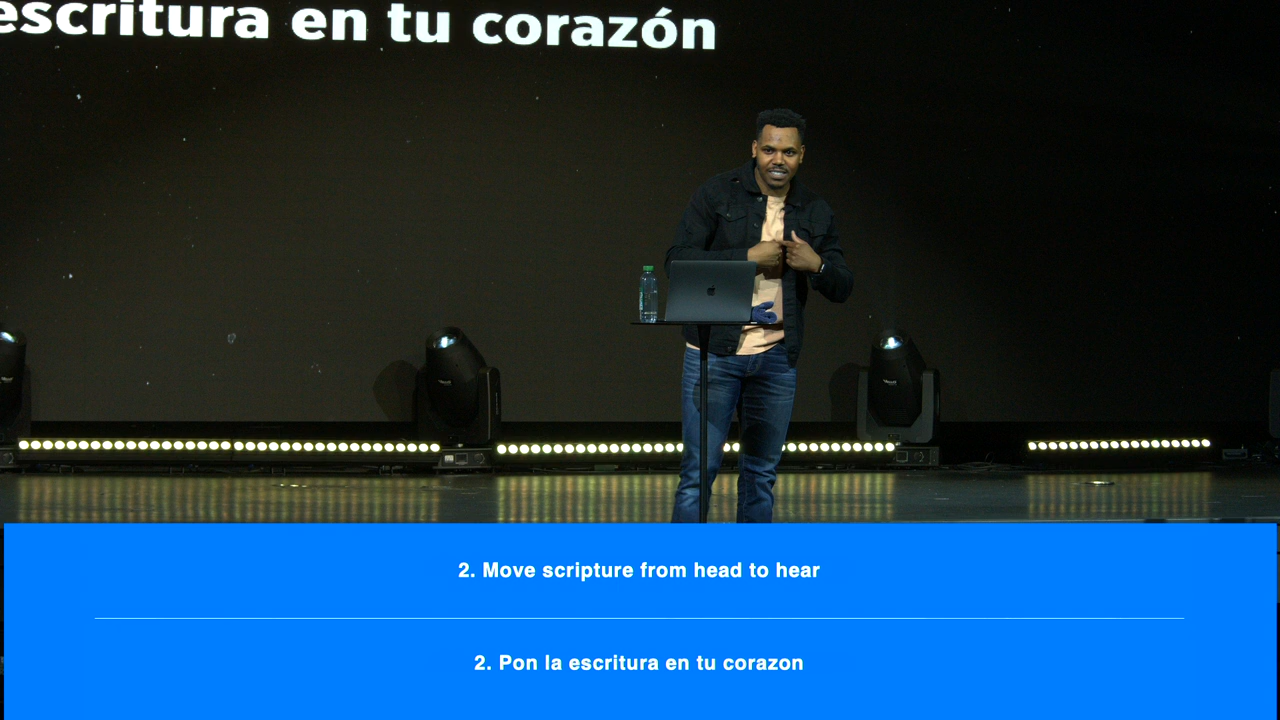 escritura en tu corazón
2. Move scripture from head to hear
2. Pon la escritura en tu corazon